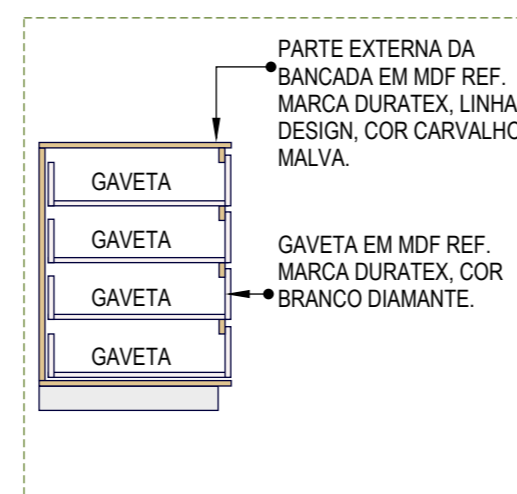 PARTE EXTERNA DA
BANCADA EM MDF REF.
MARCA DURATEX, LINHA
DESIGN, COR CARVALHO
MALVA.
GAVETA
GAVETA
GAVETA
GAVETA
GAVETA EM MDF REF.
MARCA DURATEX, COR
BRANCO DIAMANTE.